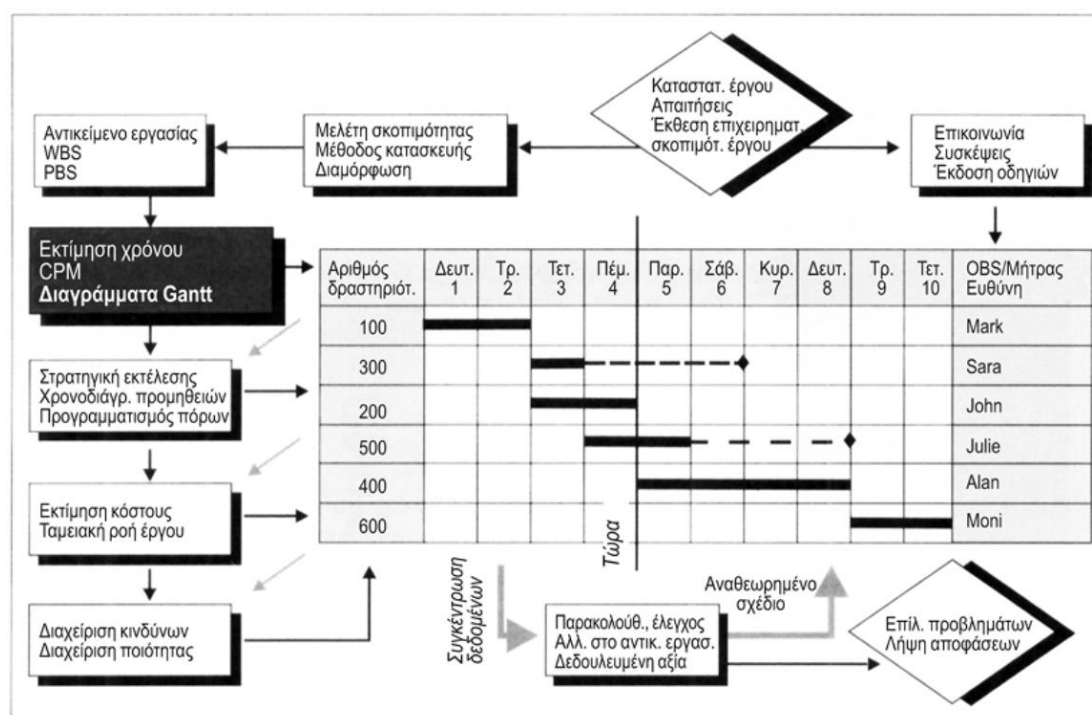 Καταστατ. έργου
Απαιτήσεις
Έκθεση επιχειρηματ.
σκοπιμότ. έργου
Αντικείμενο εργασίας
WBS
PBS
Μελέτη σκοπιμότητας
Μέθοδος κατασκευής
Διαμόρφωση
Επικοινωνία
Συσκέψεις
Έκδοση οδηγιών
Εκτίμηση χρόνου
CPM
Διαγράμματα Gantt
Στρατηγική εκτέλεσης
Χρονοδιάγρ. προμηθειών
Προγραμματισμός πόρων
Εκτίμηση κόστους
Ταμειακή ροή έργου
Διαχείριση κινδύνων
Διαχείριση ποιότητας
Αριθμός Δευτ. Τρ. Τετ. Πέμ. Παρ. Σάβ. Κυρ. Δευτ. Τρ. Τετ. OBS/Μήτρας
δραστηριότ. 1 2 3 4 5 6 7 8 9 10 Ευθύνη
100 Mark
300 Sara
200 John
500 Julie
400 Alan
600 Moni
Τώρα
Συγκέντρωση
δεδομένων
Παρακολούθ., έλεγχος
Αλλ. στο αντικ. εργασ.
Δεδουλευμένη αξία
Αναθεωρημένο
σχέδιο
Επίλ. προβλημάτων
Λήψη αποφάσεων